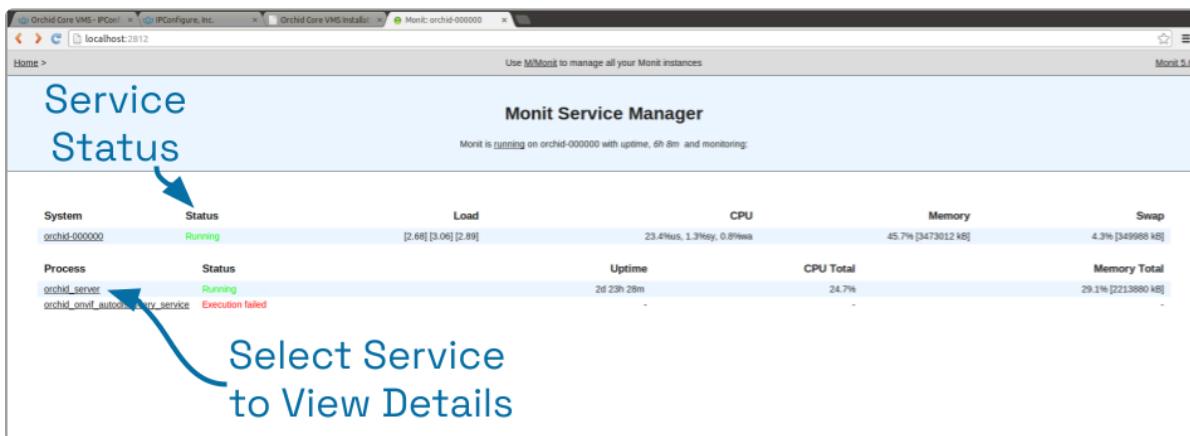 Orchid Core VMS - IPConf
IPConfigure, Inc.
Orchid Core VMS Installat
Monit: orchid-000000
localhost:2812
Home >
Use M/Monit to manage all your Monit instances
Monit 5.
Service
Status
Monit Service Manager
Monit is running on orchid-000000 with uptime, 6h 8m and monitoring:
System Status Load CPU Memory Swap
orchid-000000 Running [2.68] [3.06] [2.89] 23.4%us, 1.3%sy, 0.8%wa 45.7% [3473012 kB] 4.3% [349988 kB]
Process Status Uptime CPU Total Memory Total
orchid_server Running 2d 23h 28m 24.7% 29.1% [2213880 kB]
Execution failed - - -
Select Service
to View Details